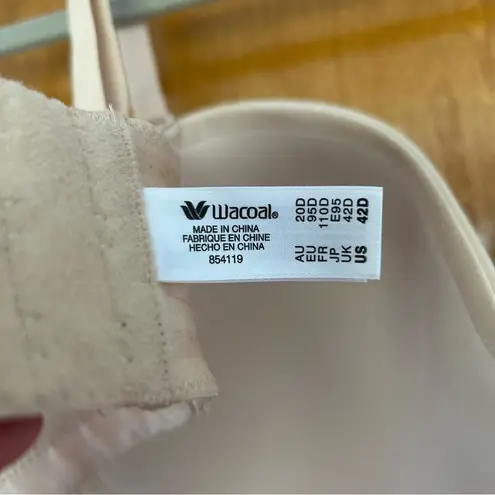 Wacoal®
MADE IN CHINA
FABRIQUE EN CHINE
HECHO EN CHINA
854119
AU 20D
EU 95D
FR 110D
JP E95
UK 42D
US 42D